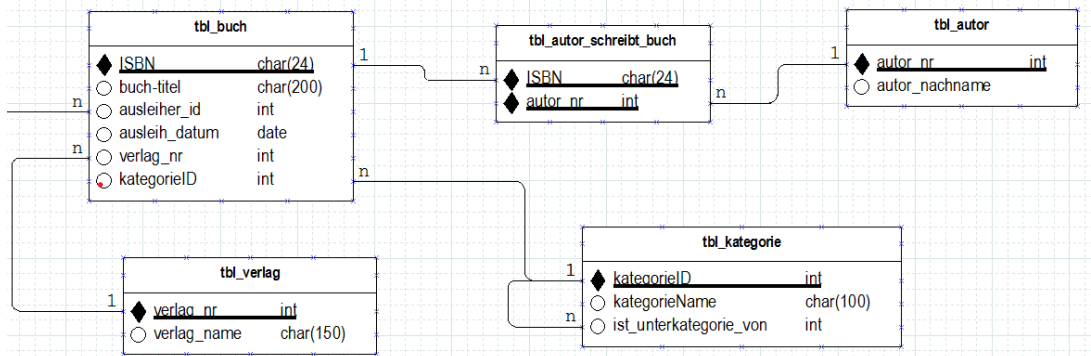 tbl_buch
ISBN char(24)
buch-titel char(200)
ausleiher_id int
ausleih_datum date
verlag_nr int
kategorieID int
n
n
1
n
tbl_autor_schreibt_buch
ISBN char(24)
autor_nr int
n
n
tbl_autor
autor_nr int
autor_nachname
1
tbl_verlag
verlag_nr int
verlag_name char(150)
1
tbl_kategorie
kategorieID int
kategorieName char(100)
ist_unterkategorie_von int
1
n